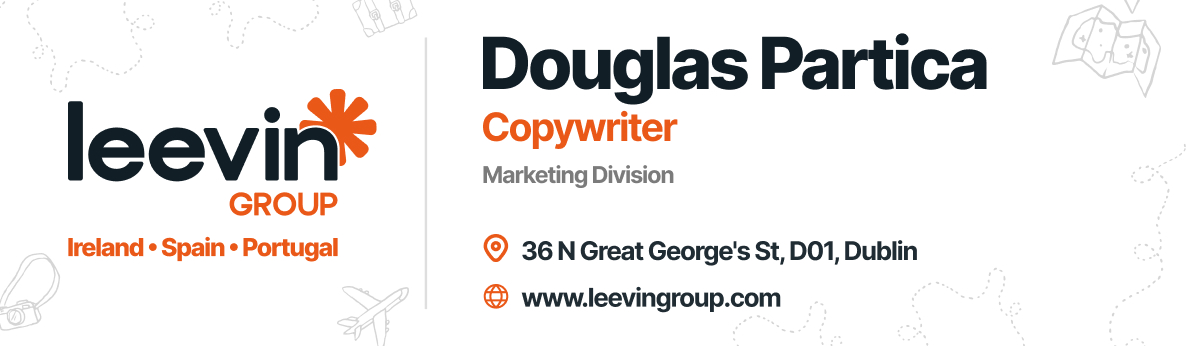 leevin
GROUP
Ireland • Spain • Portugal
Douglas Partica
Copywriter
Marketing Division
36 N Great George's St, D01, Dublin
www.leevingroup.com